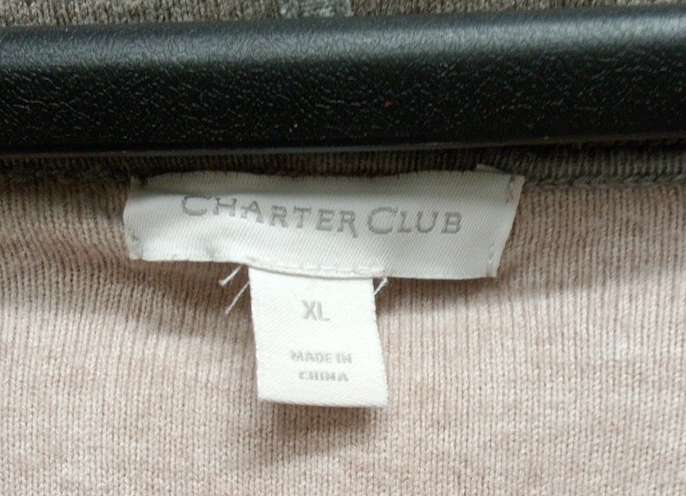 CHARTER CLUB
XL
MADE IN
CHINA